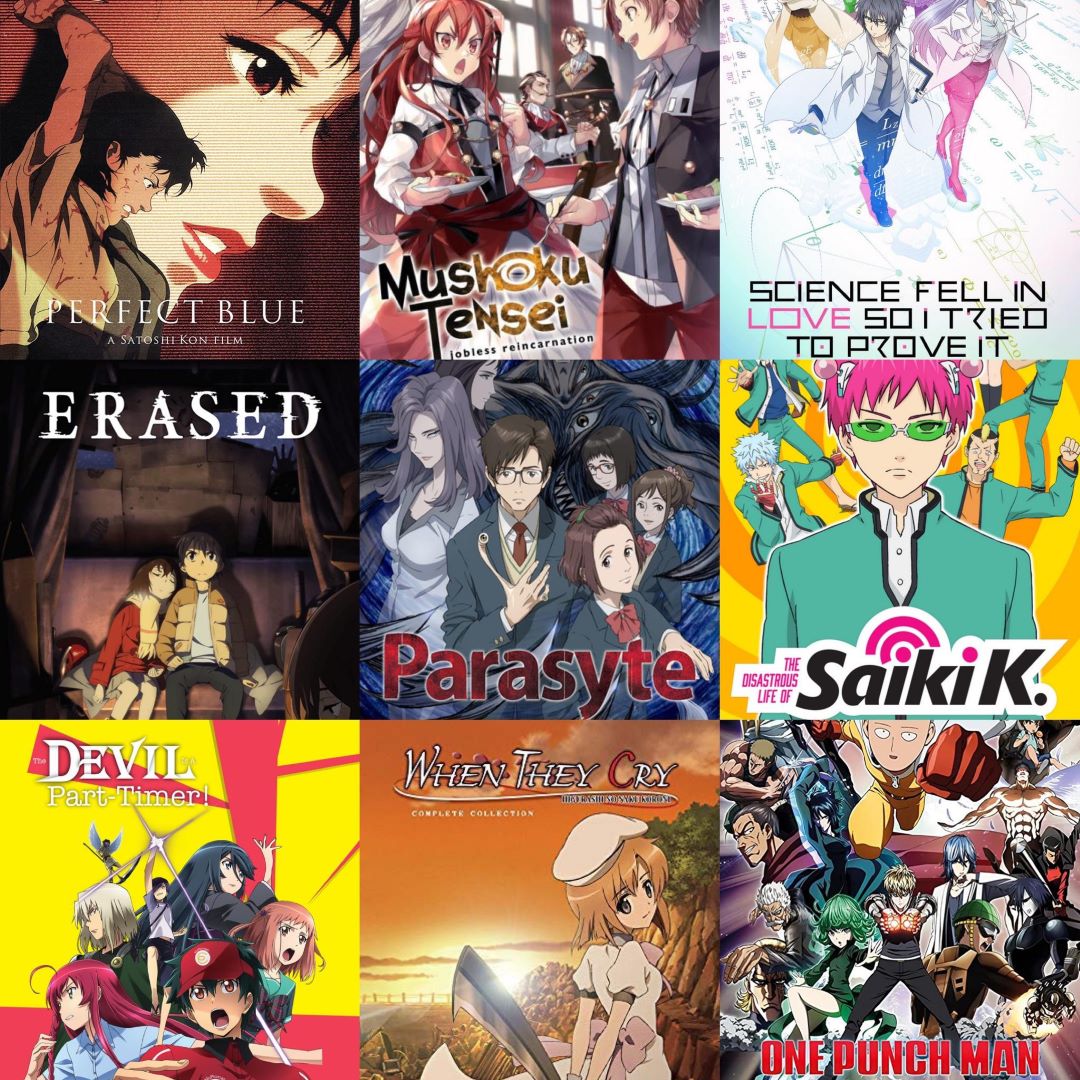 PERFECT BLUE
A SATOSHI KON FILM
Mushoku
Tensei
jobless reincarnation
SCIENCE FELL IN
LOVE SO I TRIED
TO PROVE IT
ERASED
Parasyte
THE
DISASTROUS
LIFE OF
Saiki K.
The DEVIL is a
Part-Timer!
WHEN THEY CRY
HIGURASHI NO NAKU KORO NI
COMPLETE COLLECTION
ONE PUNCH MAN